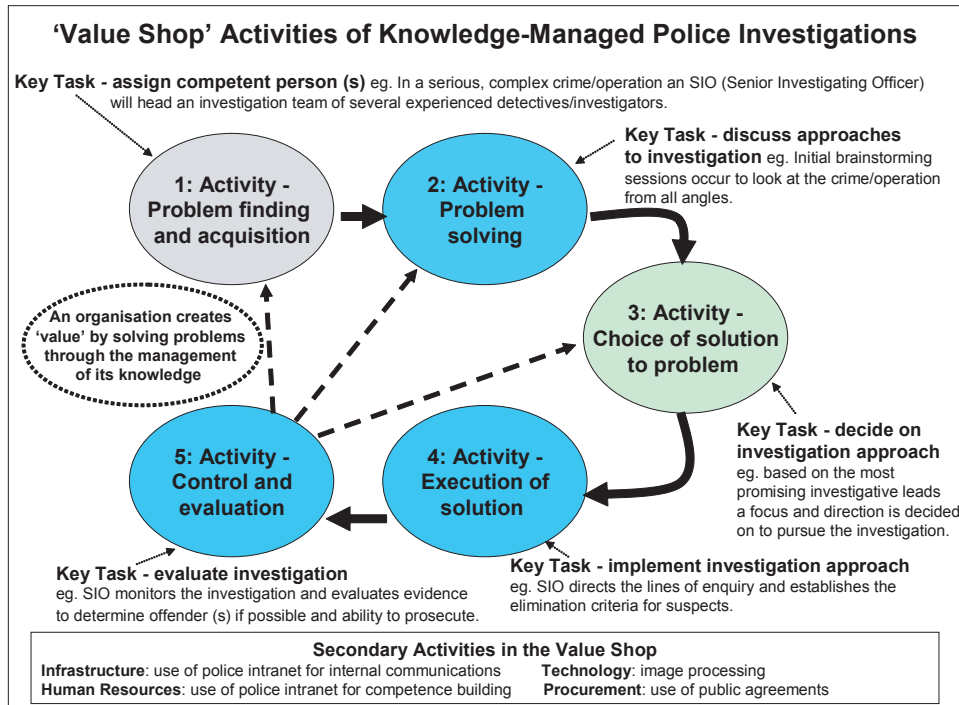 ‘Value Shop’ Activities of Knowledge-Managed Police Investigations
Key Task - assign competent person (s) eg. In a serious, complex crime/operation an SIO (Senior Investigating Officer)
will head an investigation team of several experienced detectives/investigators.
1: Activity -
Problem finding
and acquisition
2: Activity -
Problem
solving
Key Task - discuss approaches
to investigation eg. Initial brainstorming
sessions occur to look at the crime/operation
from all angles.
3: Activity -
Choice of solution
to problem
An organisation creates
‘value’ by solving problems
through the management
of its knowledge
Key Task - decide on
investigation approach
eg. based on the most
promising investigative leads
a focus and direction is decided
on to pursue the investigation.
4: Activity -
Execution of
solution
5: Activity -
Control and
evaluation
Key Task - implement investigation approach
eg. SIO directs the lines of enquiry and establishes the
elimination criteria for suspects.
Key Task - evaluate investigation
eg. SIO monitors the investigation and evaluates evidence
to determine offender (s) if possible and ability to prosecute.
Secondary Activities in the Value Shop
Infrastructure: use of police intranet for internal communications
Technology: image processing
Human Resources: use of police intranet for competence building
Procurement: use of public agreements